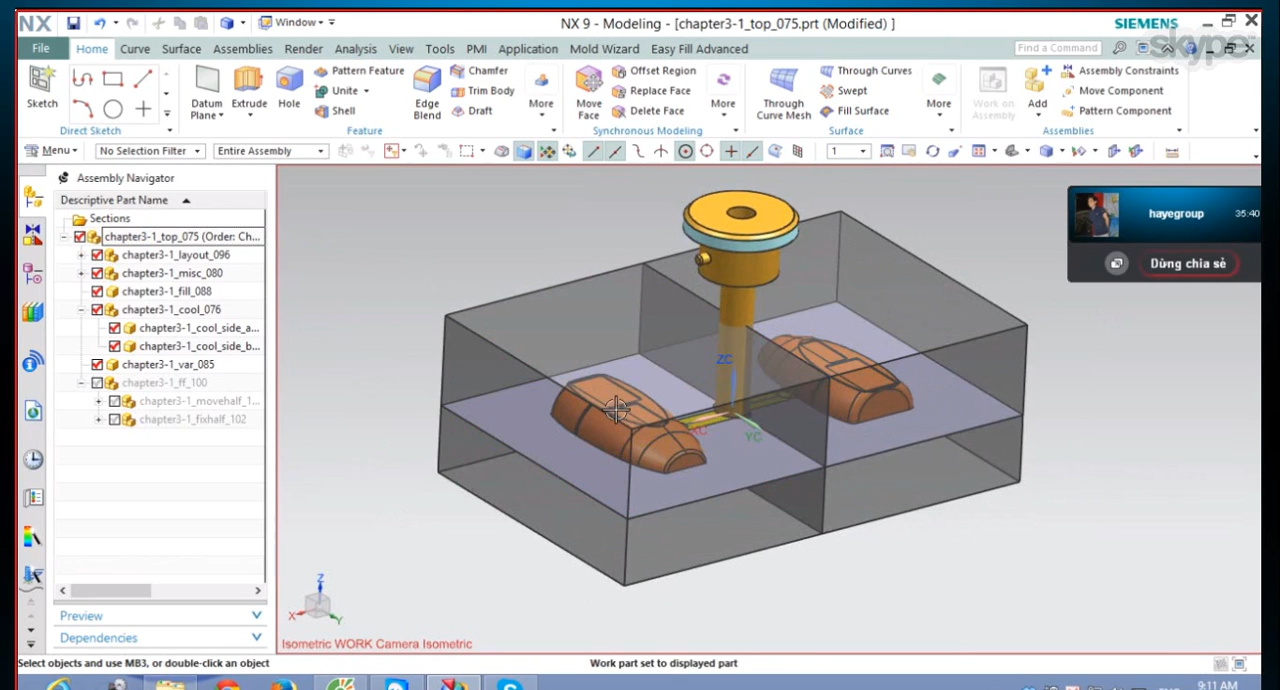 NX
Window
NX 9 - Modeling - [chapter3-1_top_075.prt (Modified) ]
SIEMENS
File Home Curve Surface Assemblies Render Analysis View Tools PMI Application Mold Wizard Easy Fill Advanced
Find a Command
skype
Sketch
Direct Sketch
Datum Plane
Extrude
Hole
Pattern Feature
Unite
Shell
Edge Blend
Chamfer
Trim Body
Draft
More
Feature
Move Face
Offset Region
Replace Face
Delete Face
More
Synchronous Modeling
Through Curve Mesh
Through Curves
Swept
Fill Surface
More
Surface
Work on Assembly
Add
Assembly Constraints
Move Component
Pattern Component
Assemblies
Menu
No Selection Filter
Entire Assembly
1
Assembly Navigator
Descriptive Part Name
Sections
chapter3-1_top_075 (Order: Ch...
chapter3-1_layout_096
chapter3-1_misc_080
chapter3-1_fill_088
chapter3-1_cool_076
chapter3-1_cool_side_a...
chapter3-1_cool_side_b...
chapter3-1_var_085
chapter3-1_ff_100
chapter3-1_movehalf_1...
chapter3-1_fixhalf_102
Preview
Dependencies
hayegroup
35:40
Dừng chia sẻ
ZC
XC
YC
Z
X
Y
Isometric WORK Camera Isometric
Select objects and use MB3, or double-click an object
Work part set to displayed part
9:11 AM